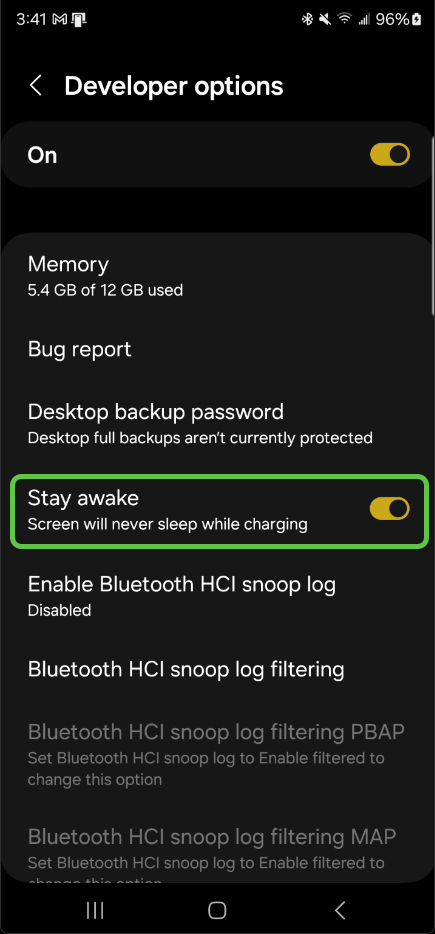 3:41 96%
Developer options
On
Memory
5.4 GB of 12 GB used
Bug report
Desktop backup password
Desktop full backups aren't currently protected
Stay awake
Screen will never sleep while charging
Enable Bluetooth HCI snoop log
Disabled
Bluetooth HCI snoop log filtering
Bluetooth HCI snoop log filtering PBAP
Set Bluetooth HCI snoop log to Enable filtered to
change this option
Bluetooth HCI snoop log filtering MAP
Set Bluetooth HCI snoop log to Enable filtered to
change this option